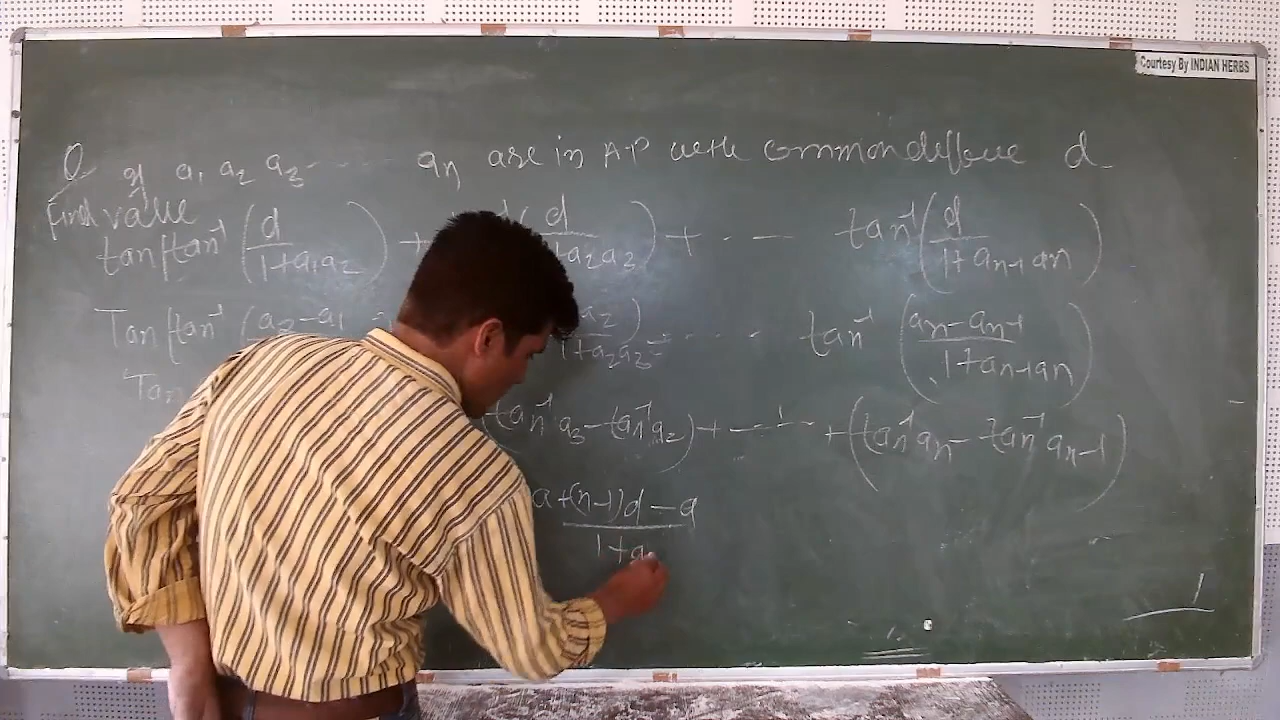 Courtesy By INDIAN HERBS
Q If a1 a2 a3 - - - - an are in A.P with common diffrence d
Find value
tan{tan⁻¹ (d/(1+a1a2)) + (d/(1+a2a3)) + - - - tan⁻¹ (d/(1+an-1 an))
Tan{tan⁻¹ (a2-a1 a2/(1+a2a3)) - - - - tan⁻¹ ((an-an-1)/(1+an-1an))
Tan (tan⁻¹a3-tan⁻¹a2)+ - - - - +(tan⁻¹an- tan⁻¹an-1)
(a+(n-1)d-a)/(1+a